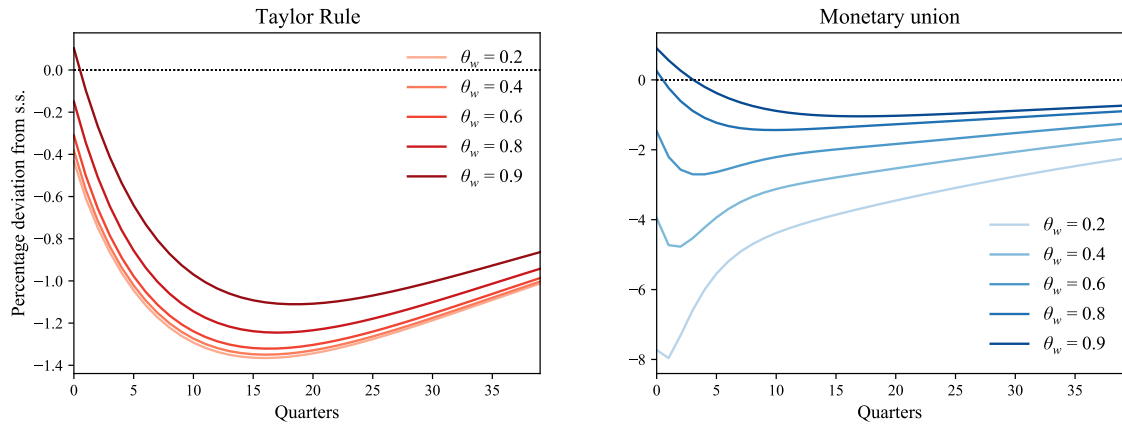 Taylor Rule
Percentage deviation from s.s.
0.0
−0.2
−0.4
−0.6
−0.8
−1.0
−1.2
−1.4
θw = 0.2
θw = 0.4
θw = 0.6
θw = 0.8
θw = 0.9
0 5 10 15 20 25 30 35
Quarters
Monetary union
0
−2
−4
−6
−8
θw = 0.2
θw = 0.4
θw = 0.6
θw = 0.8
θw = 0.9
0 5 10 15 20 25 30 35
Quarters